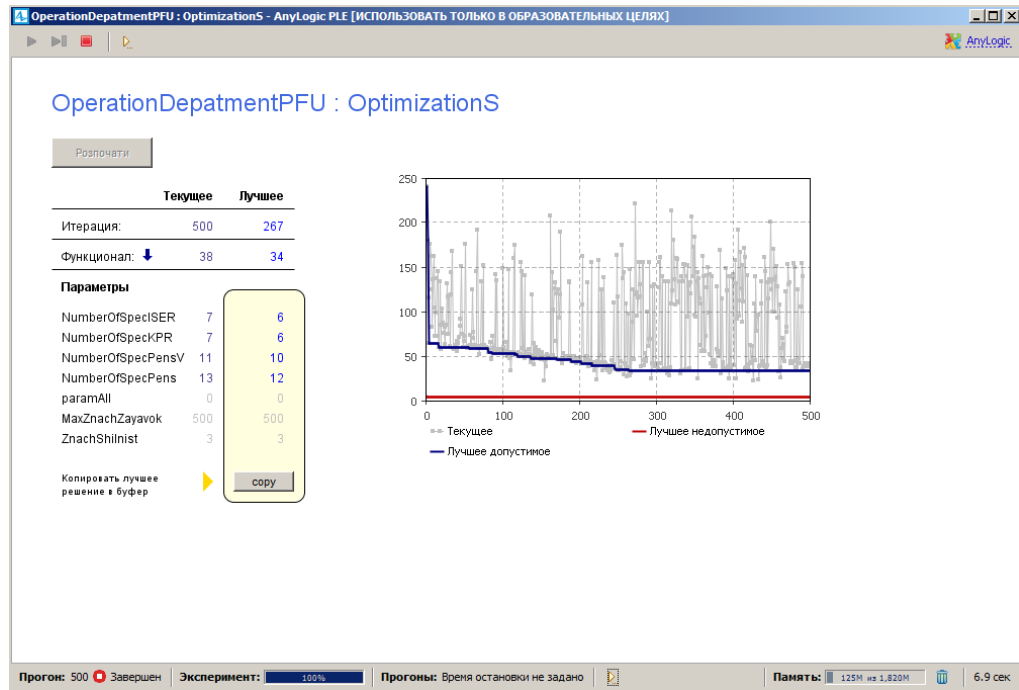 OperationDepatmentPFU : OptimizationS - AnyLogic PLE [ИСПОЛЬЗОВАТЬ ТОЛЬКО В ОБРАЗОВАТЕЛЬНЫХ ЦЕЛЯХ]
AnyLogic
OperationDepatmentPFU : OptimizationS
Розпочати
Текущее Лучшее
Итерация: 500 267
Функционал: 38 34
Параметры
NumberOfSpecISER 7 6
NumberOfSpecKPR 7 6
NumberOfSpecPensV 11 10
NumberOfSpecPens 13 12
paramAll 0 0
MaxZnachZayavok 500 500
ZnachShilnist 3 3
Копировать лучшее
решение в буфер
copy
250
200
150
100
50
0
0 100 200 300 400 500
Текущее Лучшее недопустимое
Лучшее допустимое
Прогон: 500 Завершен Эксперимент: 100% Прогоны: Время остановки не задано Память: 125M из 1,820M 6.9 сек